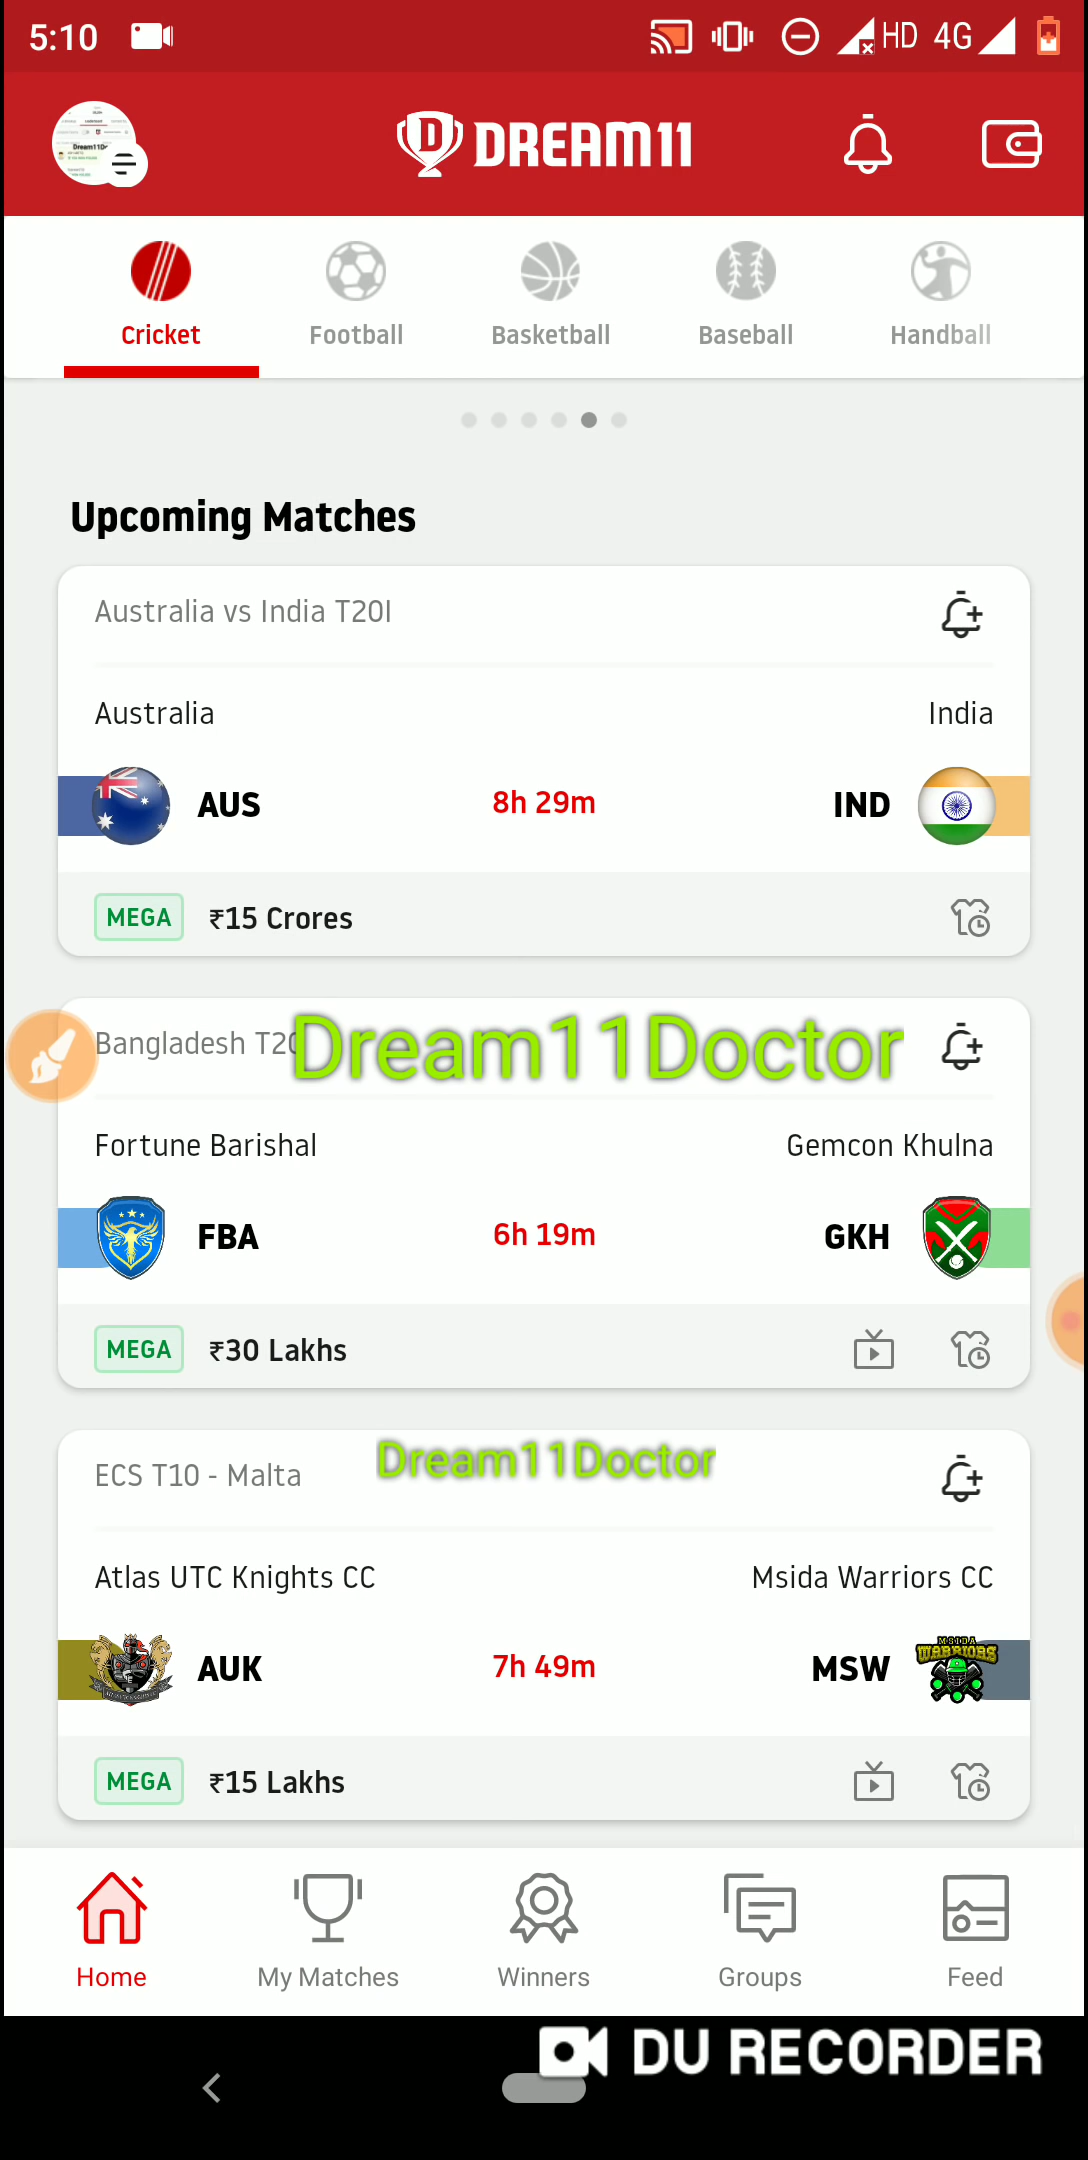 5:10
HD 4G
DREAM11
Cricket Football Basketball Baseball Handball
Upcoming Matches
Australia vs India T20I
Australia India
AUS 8h 29m IND
MEGA ₹15 Crores
Bangladesh T20
Dream11Doctor
Fortune Barishal Gemcon Khulna
FBA 6h 19m GKH
MEGA ₹30 Lakhs
Dream11Doctor
ECS T10 - Malta
Atlas UTC Knights CC Msida Warriors CC
AUK 7h 49m MSW
MSIDA
WARRIORS
MEGA ₹15 Lakhs
Home My Matches Winners Groups Feed
DU RECORDER